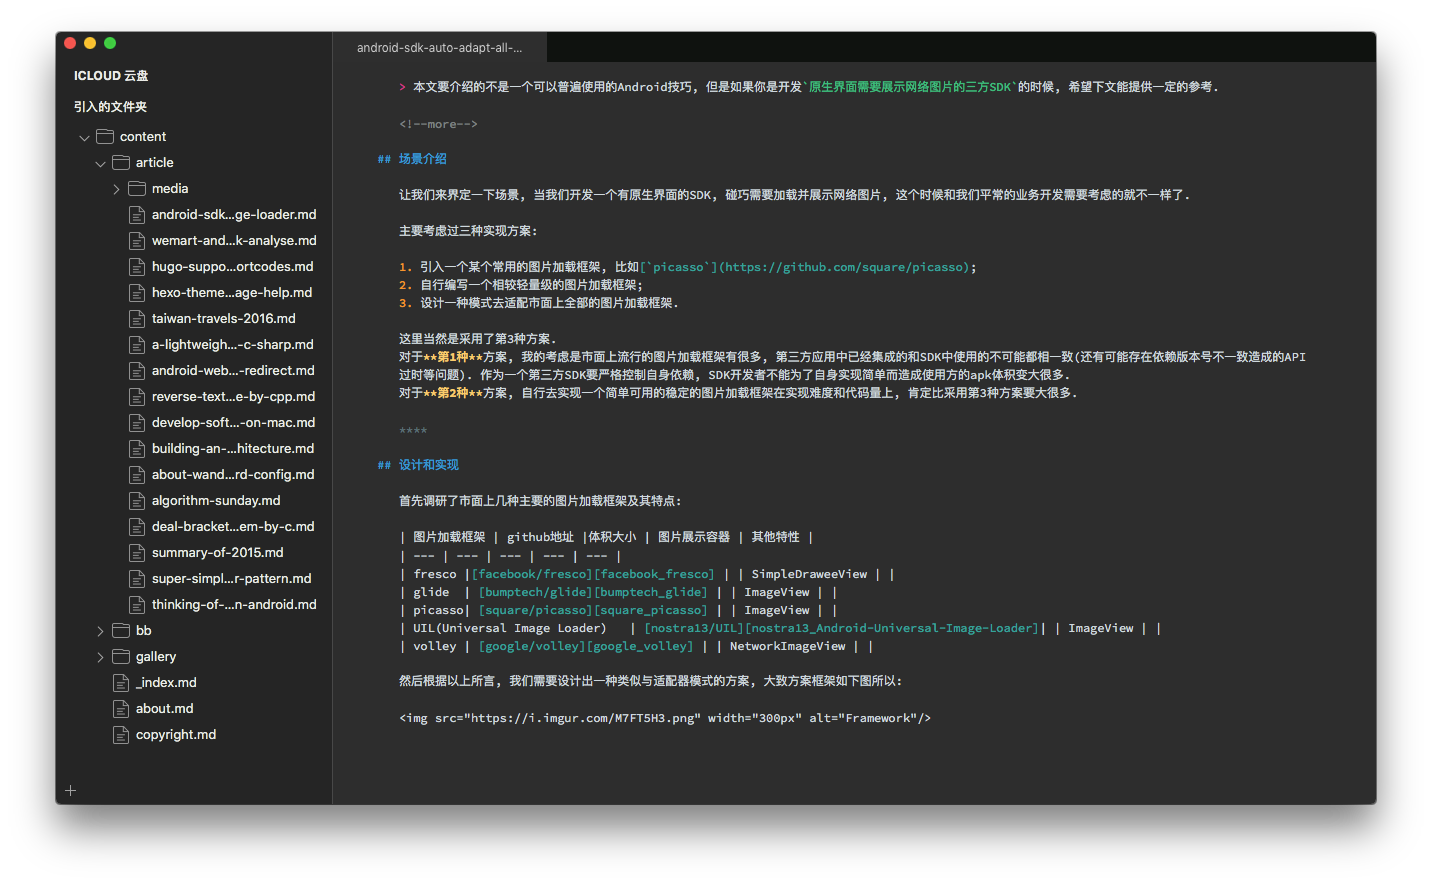 android-sdk-auto-adapt-all-...
ICLOUD 云盘
引入的文件夹
content
article
media
android-sdk...ge-loader.md
wemart-and...k-analyse.md
hugo-suppo...ortcodes.md
hexo-theme...age-help.md
taiwan-travels-2016.md
a-lightweigh...-c-sharp.md
android-web...-redirect.md
reverse-text...e-by-cpp.md
develop-soft...-on-mac.md
building-an-...hitecture.md
about-wand...rd-config.md
algorithm-sunday.md
deal-bracket...em-by-c.md
summary-of-2015.md
super-simpl...r-pattern.md
thinking-of-...n-android.md
bb
gallery
_index.md
about.md
copyright.md
> 本文要介绍的不是一个可以普遍使用的Android技巧, 但是如果你是开发`原生界面需要展示网络图片的三方SDK`的时候, 希望下文能提供一定的参考.
<!--more-->
## 场景介绍
让我们来界定一下场景, 当我们开发一个有原生界面的SDK, 碰巧需要加载并展示网络图片, 这个时候和我们平常的业务开发需要考虑的就不一样了.
主要考虑过三种实现方案:
1. 引入一个某个常用的图片加载框架, 比如[`picasso`](https://github.com/square/picasso);
2. 自行编写一个相较轻量级的图片加载框架;
3. 设计一种模式去适配市面上全部的图片加载框架.
这里当然是采用了第3种方案.
对于**第1种**方案, 我的考虑是市面上流行的图片加载框架有很多, 第三方应用中已经集成的和SDK中使用的不可能都相一致(还有可能存在依赖版本号不一致造成的API
过时等问题). 作为一个第三方SDK要严格控制自身依赖, SDK开发者不能为了自身实现简单而造成使用方的apk体积变大很多.
对于**第2种**方案, 自行去实现一个简单可用的稳定的图片加载框架在实现难度和代码量上, 肯定比采用第3种方案要大很多.
****
## 设计和实现
首先调研了市面上几种主要的图片加载框架及其特点:
| 图片加载框架 | github地址 |体积大小 | 图片展示容器 | 其他特性 |
| --- | --- | --- | --- | --- |
| fresco |[facebook/fresco][facebook_fresco] | | SimpleDraweeView | |
| glide  | [bumptech/glide][bumptech_glide] | | ImageView | |
| picasso| [square/picasso][square_picasso] | | ImageView | |
| UIL(Universal Image Loader)   | [nostra13/UIL][nostra13_Android-Universal-Image-Loader]| | ImageView | |
| volley | [google/volley][google_volley] | | NetworkImageView | |
然后根据以上所言, 我们需要设计出一种类似与适配器模式的方案, 大致方案框架如下图所以:
<img src="https://i.imgur.com/M7FT5H3.png" width="300px" alt="Framework"/>